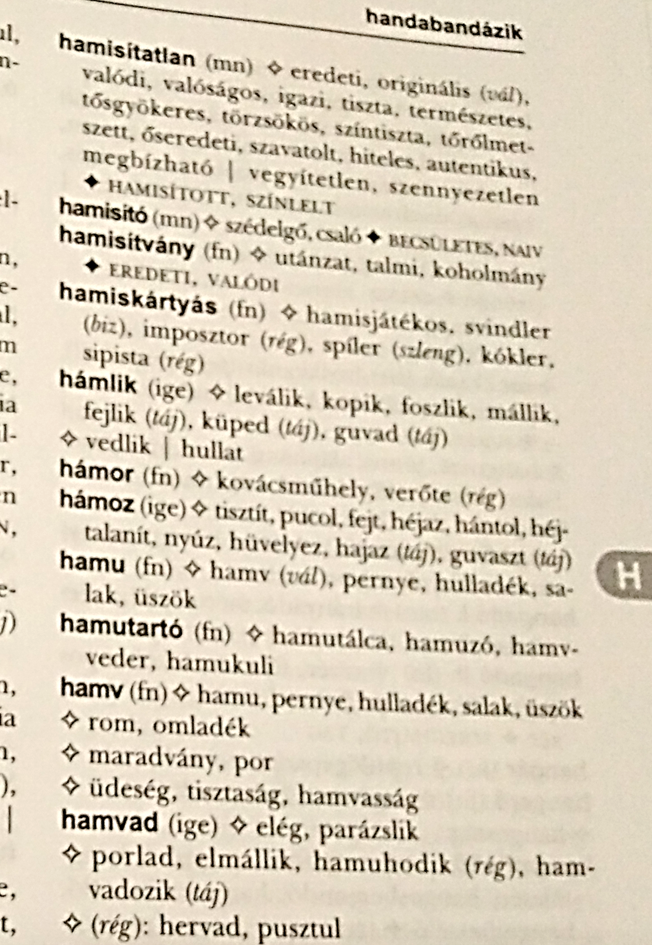 handabandázik
hamisítatlan (mn) ✧ eredeti, originális (vál),
valódi, valóságos, igazi, tiszta, természetes,
tősgyökeres, törzsökös, színtiszta, tőrőlmet-
szett, őseredeti, szavatolt, hiteles, autentikus,
megbízható | vegyítetlen, szennyezetlen
✦ HAMISÍTOTT, SZÍNLELT
hamisító (mn) ✧ szédelgő, csaló ✦ BECSÜLETES, NAIV
hamisítvány (fn) ✧ utánzat, talmi, koholmány
✦ EREDETI, VALÓDI
hamiskártyás (fn) ✧ hamisjátékos, svindler
(biz), imposztor (rég), spíler (szleng), kókler,
sipista (rég)
hámlik (ige) ✧ leválik, kopik, foszlik, mállik,
fejlik (táj), küped (táj), guvad (táj)
✧ vedlik | hullat
hámor (fn) ✧ kovácsműhely, verőte (rég)
hámoz (ige) ✧ tisztít, pucol, fejt, héjaz, hántol, héj-
talanít, nyúz, hüvelyez, hajaz (táj), guvaszt (táj)
H
hamu (fn) ✧ hamv (vál), pernye, hulladék, sa-
lak, üszök
hamutartó (fn) ✧ hamutálca, hamuzó, hamv-
veder, hamukuli
hamv (fn) ✧ hamu, pernye, hulladék, salak, üszök
✧ rom, omladék
✧ maradvány, por
✧ üdeség, tisztaság, hamvasság
hamvad (ige) ✧ elég, parázslik
✧ porlad, elmállik, hamuhodik (rég), ham-
vadozik (táj)
✧ (rég): hervad, pusztul